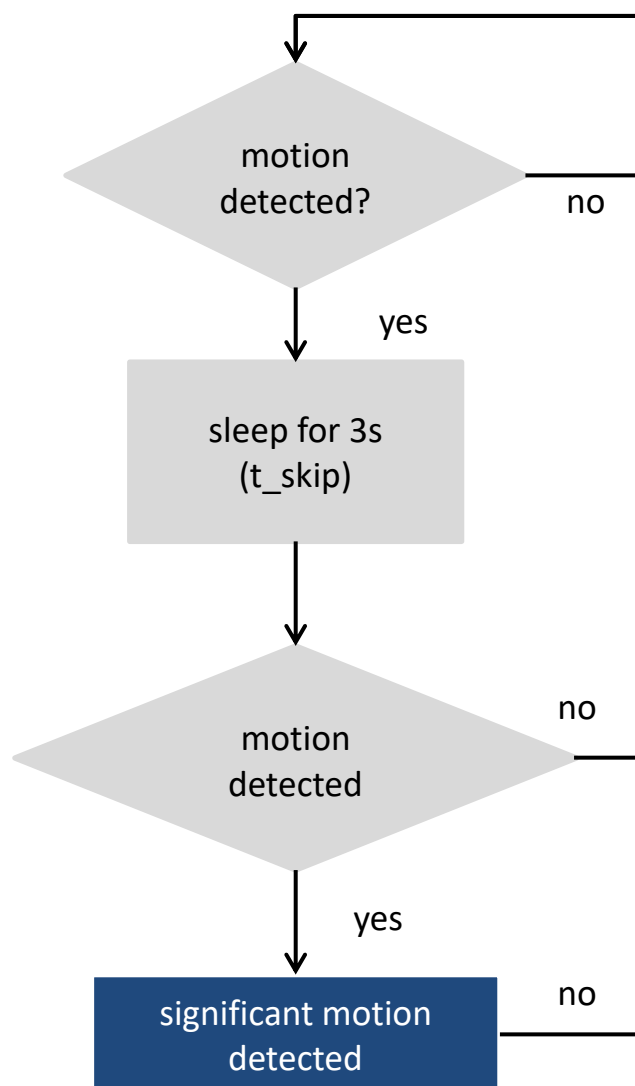 motion
detected?
no
yes
sleep for 3s
(t_skip)
no
motion
detected
yes
no
significant motion
detected